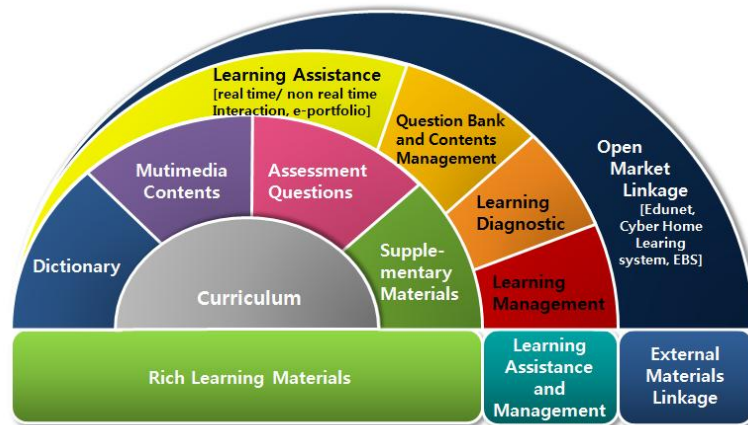 Learning Assistance
[real time/ non real time
Interaction, e-portfolio]
Question Bank
and Contents
Management
Open
Market
Linkage
[Edunet,
Cyber Home
Learing
system, EBS]
Mutimedia
Contents
Assessment
Questions
Learning
Diagnostic
Dictionary
Supple-
mentary
Materials
Learning
Management
Curriculum
Rich Learning Materials
Learning
Assistance
and
Management
External
Materials
Linkage